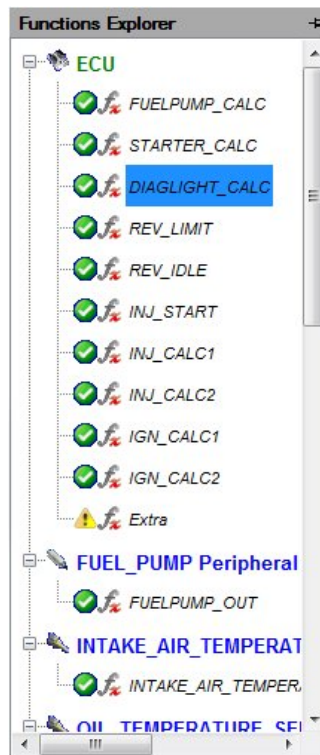 Functions Explorer
ECU
FUELPUMP_CALC
STARTER_CALC
DIAGLIGHT_CALC
REV_LIMIT
REV_IDLE
INJ_START
INJ_CALC1
INJ_CALC2
IGN_CALC1
IGN_CALC2
Extra
FUEL_PUMP Peripheral
FUELPUMP_OUT
INTAKE_AIR_TEMPERAT
INTAKE_AIR_TEMPER
OIL_TEMPERATURE_SE